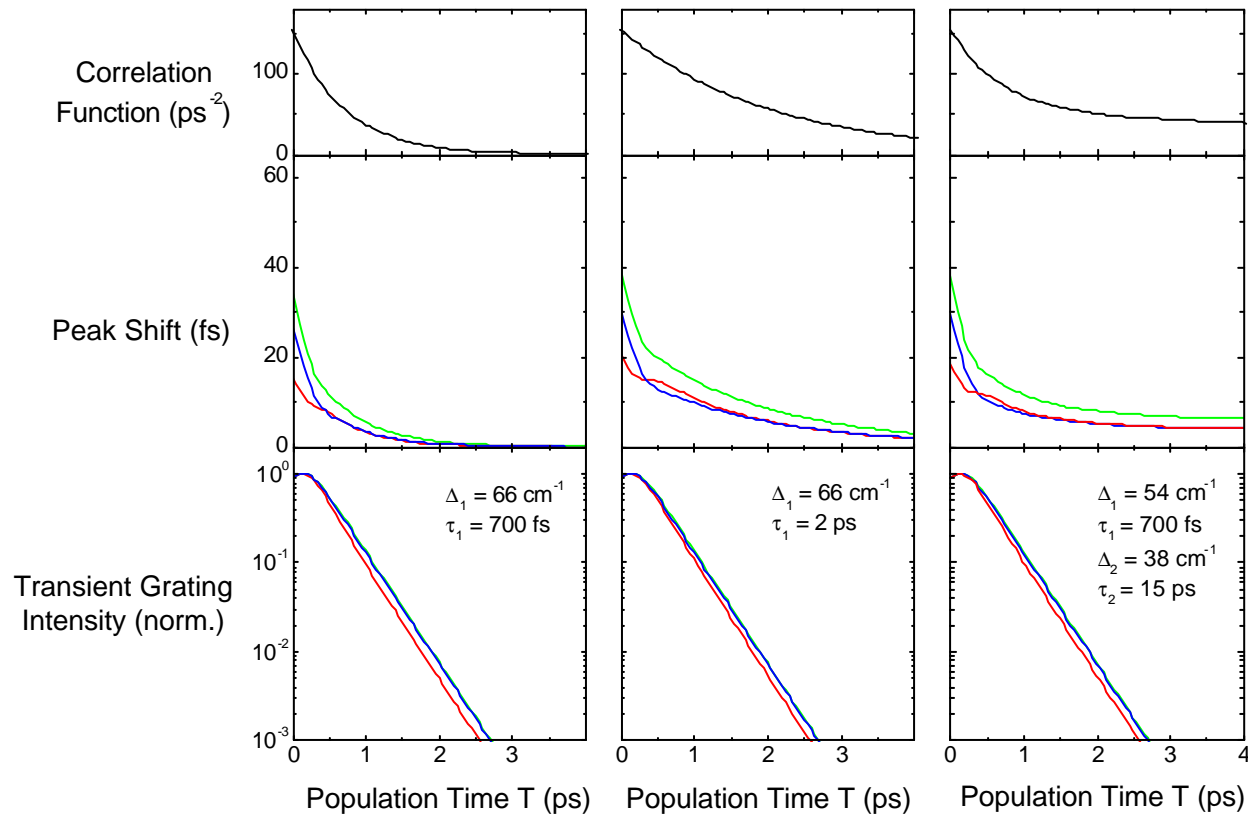 Correlation
Function (ps⁻²)
100
0
Peak Shift (fs)
60
40
20
0
Transient Grating
Intensity (norm.)
10⁰
10⁻¹
10⁻²
10⁻³
Δ₁ = 66 cm⁻¹
τ₁ = 700 fs
Δ₁ = 66 cm⁻¹
τ₁ = 2 ps
Δ₁ = 54 cm⁻¹
τ₁ = 700 fs
Δ₂ = 38 cm⁻¹
τ₂ = 15 ps
0 1 2 3
0 1 2 3
0 1 2 3 4
Population Time T (ps)
Population Time T (ps)
Population Time T (ps)